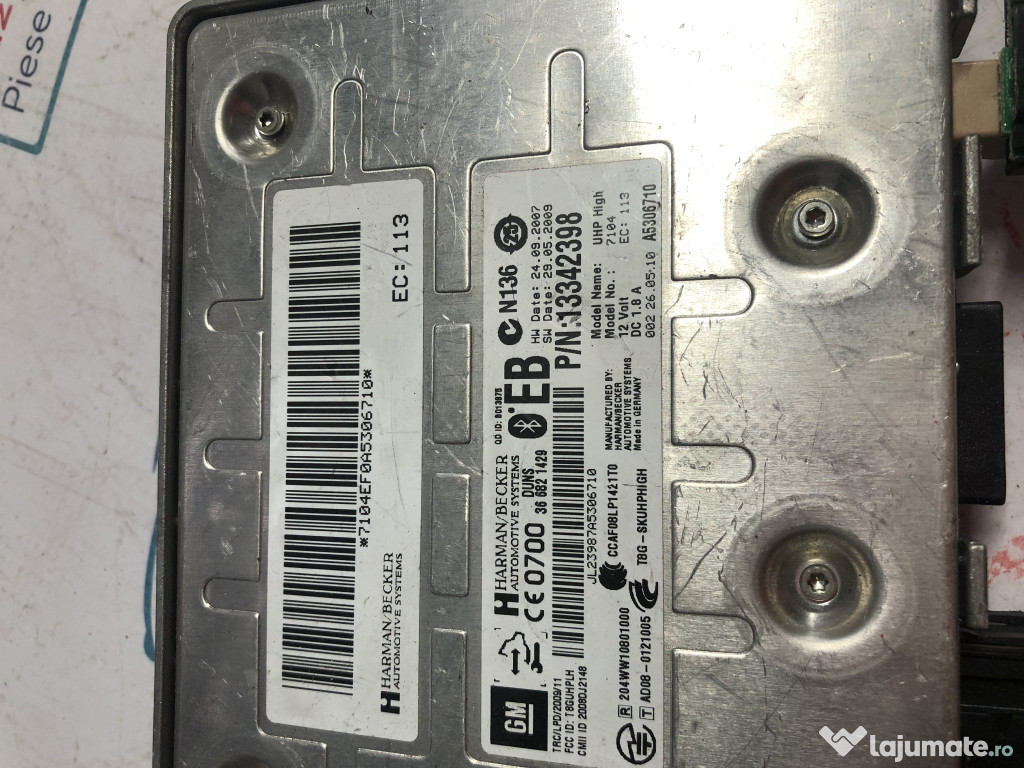 Piese
*7104EF0A5306710*
EC: 113
HARMAN/BECKER
AUTOMOTIVE SYSTEMS
GM
HARMAN/BECKER
AUTOMOTIVE SYSTEMS
QD ID: B013875
CE0700
DUNS
36 682 1429
EB
N136
HW Date: 24.09.2007
SW Date: 29.05.2009
TRC/LPD/2009/11
FCC ID: T8GUHPLH
CMII ID 2008DJ2148
JL23987A5306710
P/N:13342398
R 204WW10801000
T AD08-0121005
CCAF08LP1421T0
T8G-SKUHPHIGH
MANUFACTURED BY:
HARMAN/BECKER
AUTOMOTIVE SYSTEMS
Made in GERMANY
Model Name: UHP High
Model No.: 7104
12 Volt EC: 113
DC 1.8 A
002 26.05.10 A5306710
lajumate.ro